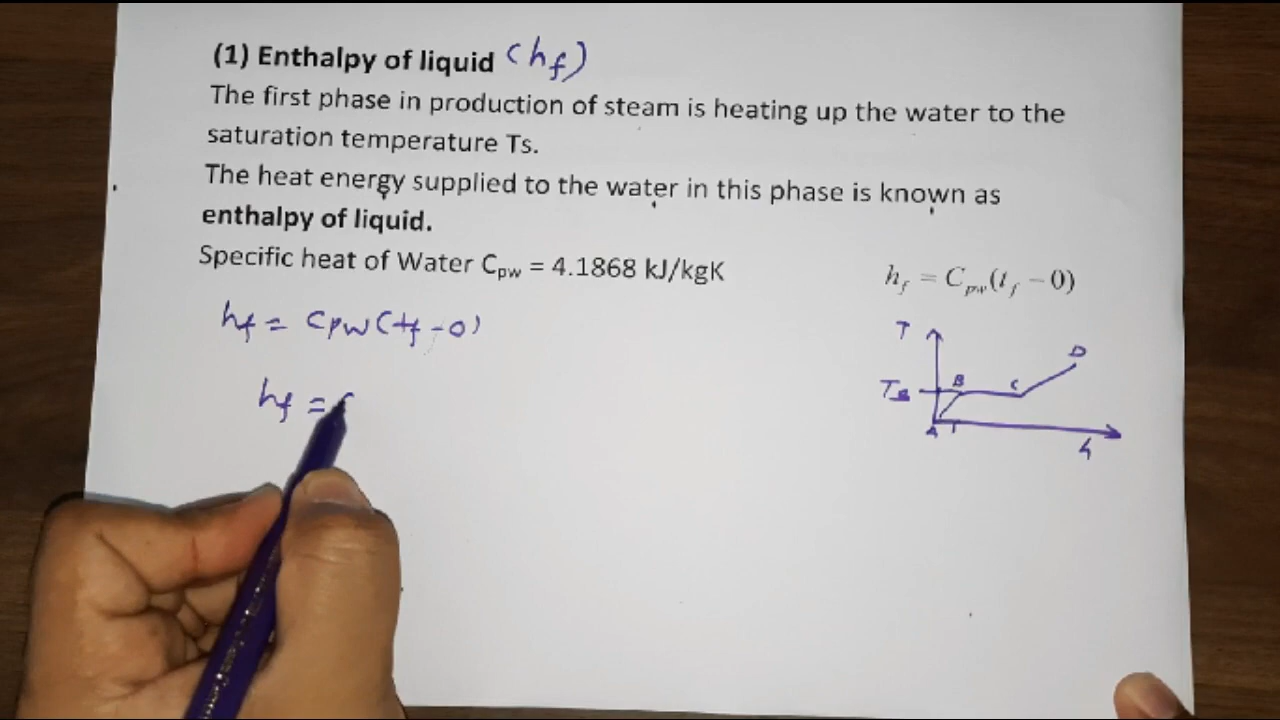 (1) Enthalpy of liquid (hf)
The first phase in production of steam is heating up the water to the
saturation temperature Ts.
The heat energy supplied to the water in this phase is known as
enthalpy of liquid.
Specific heat of Water Cpw = 4.1868 kJ/kgK
hf = Cpw(tf − 0)
hf = Cpw(tf - 0)
hf = C
T
D
Ts
B
C
A
h